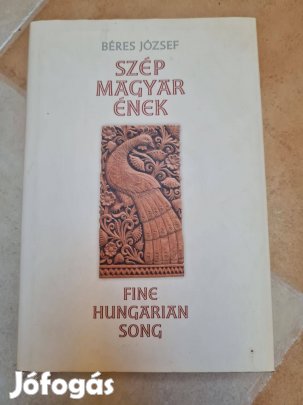 BÉRES JÓZSEF
SZÉP
MAGYAR
ÉNEK
FINE
HUNGARIAN
SONG
Jófogás